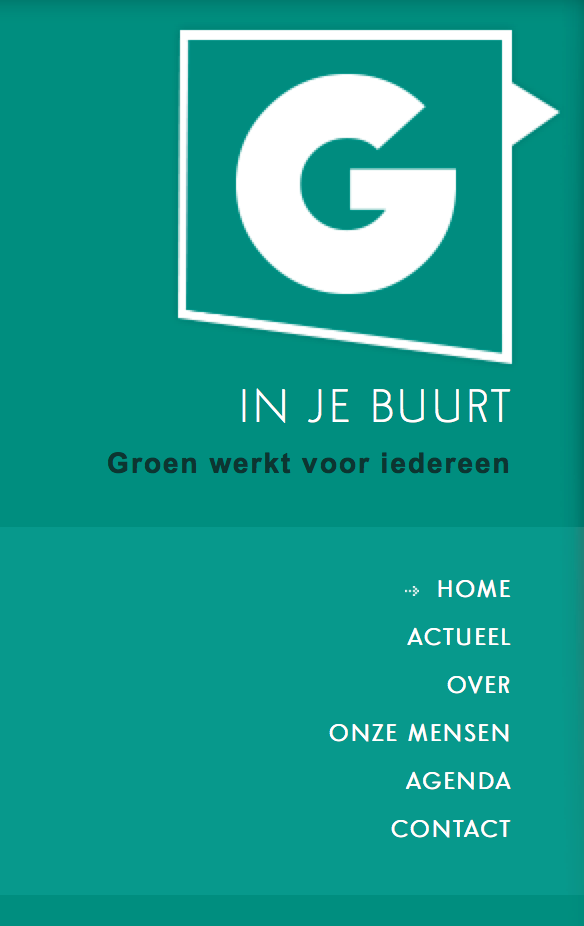 G
IN JE BUURT
Groen werkt voor iedereen
HOME
ACTUEEL
OVER
ONZE MENSEN
AGENDA
CONTACT